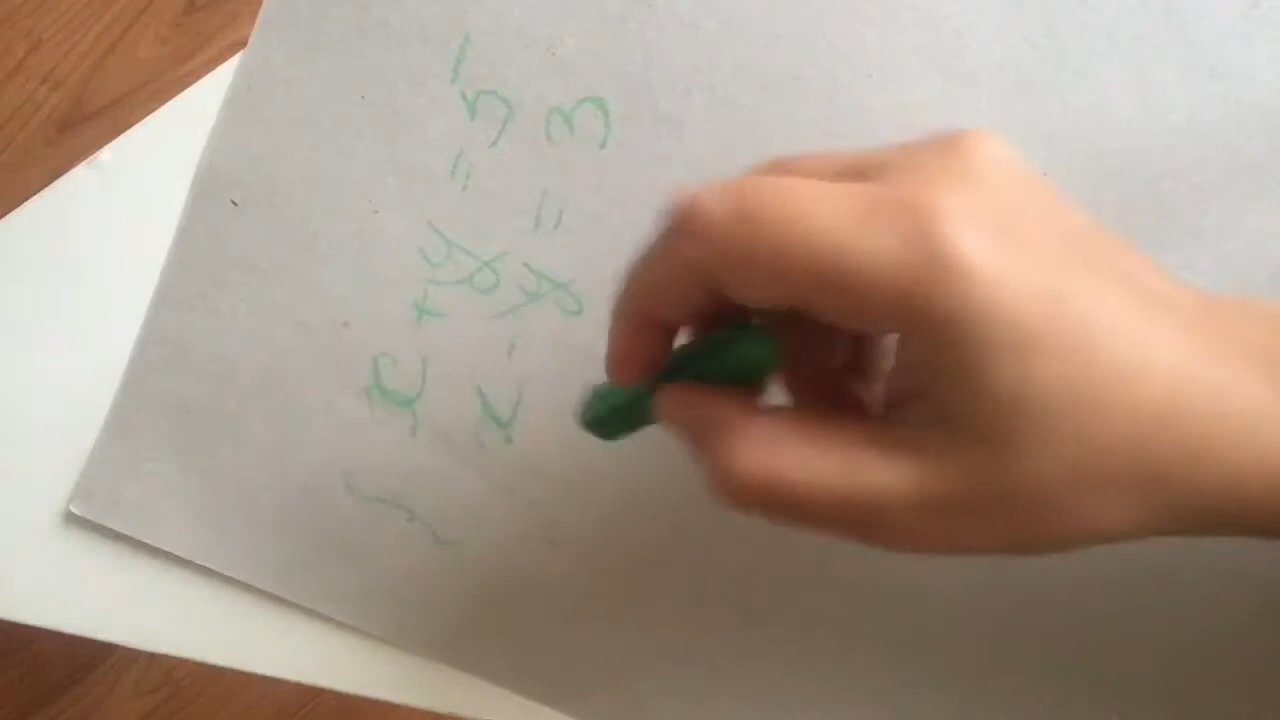 { x + y = 5
x - y = 3